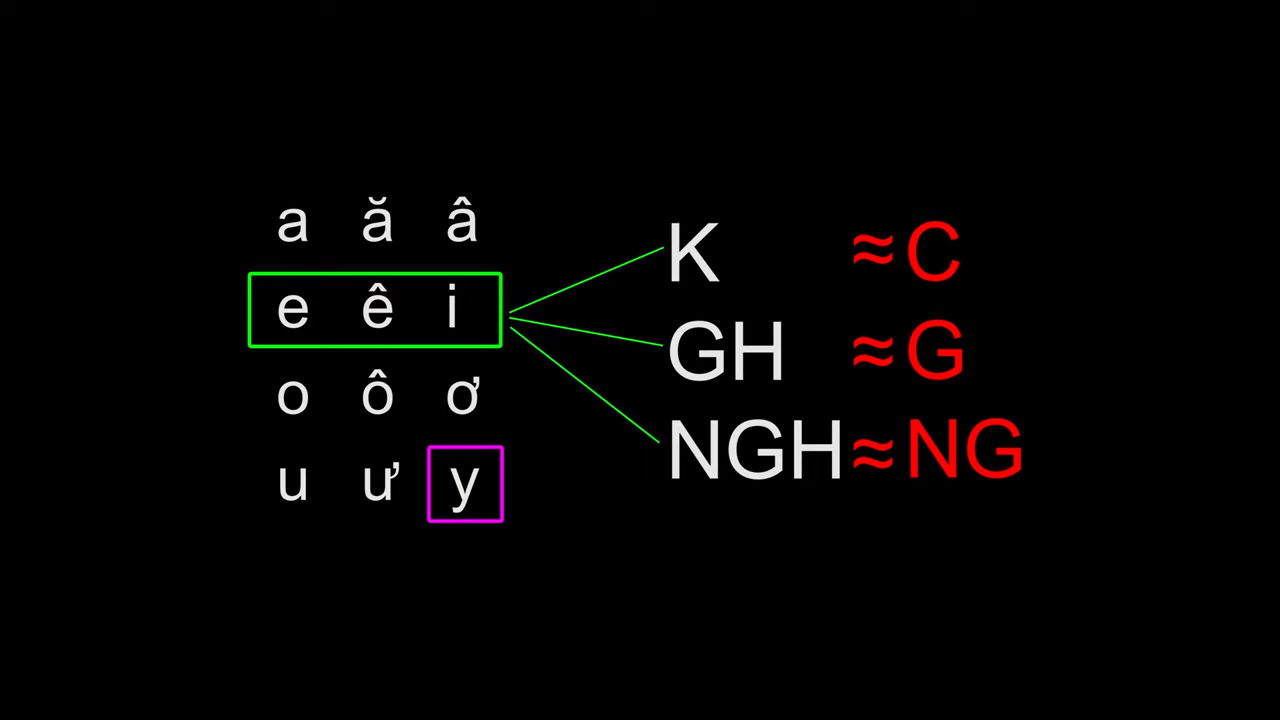 a ă â
e ê i
o ô ơ
u ư y
K ≈ C
GH ≈ G
NGH ≈ NG